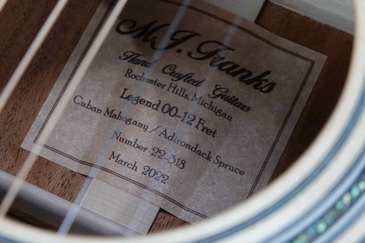 M.J. Franks
Hand Crafted Guitars
Rochester Hills, Michigan
Legend 00-12 Fret
Cuban Mahogany / Adirondack Spruce
Number 22-318
March 2022